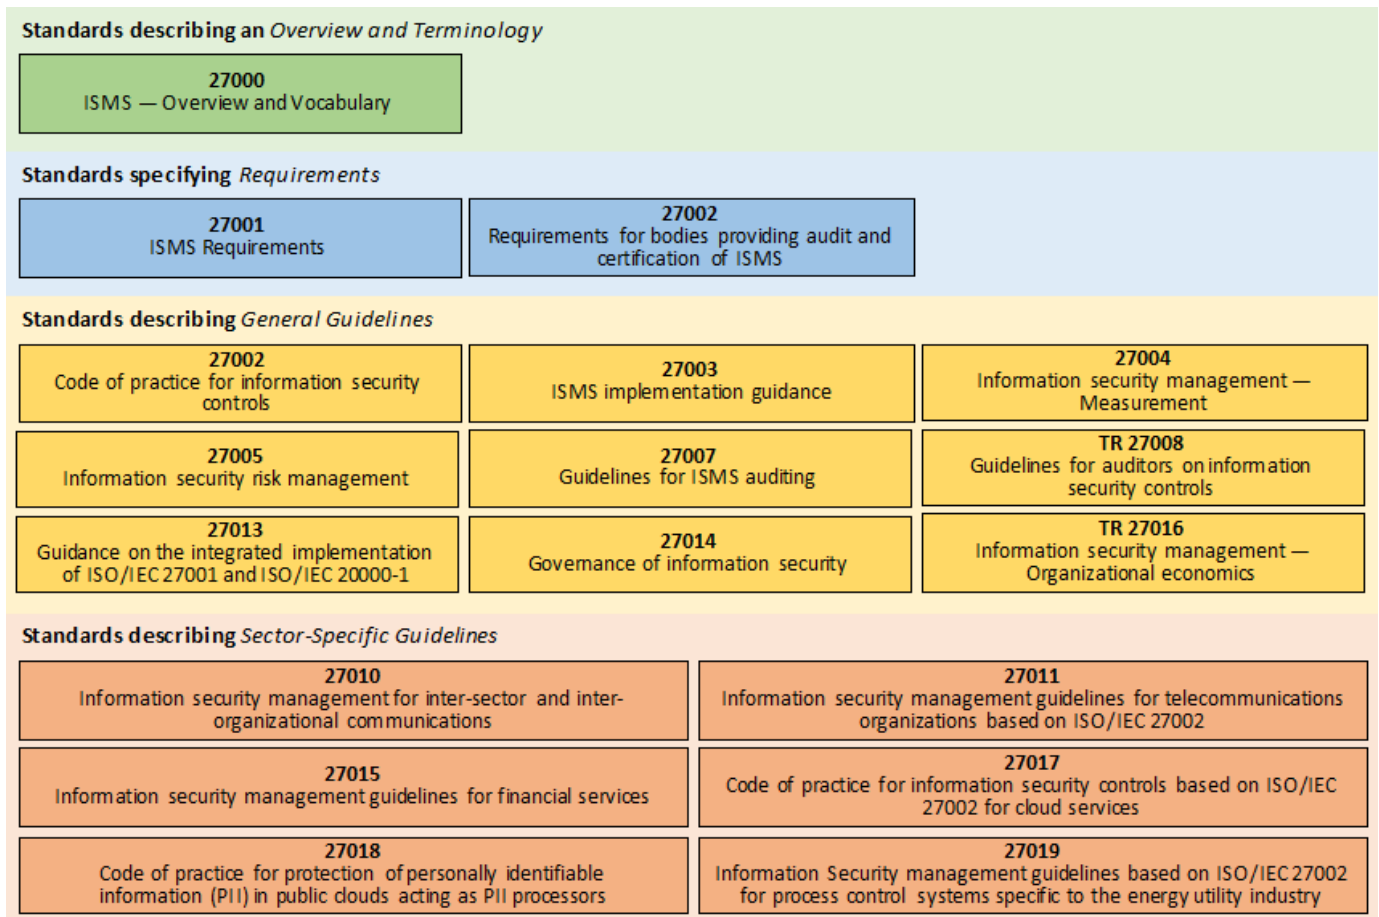 Standards describing an Overview and Terminology
27000
ISMS — Overview and Vocabulary
Standards specifying Requirements
27001
ISMS Requirements
27002
Requirements for bodies providing audit and
certification of ISMS
Standards describing General Guidelines
27002
Code of practice for information security
controls
27003
ISMS implementation guidance
27004
Information security management —
Measurement
27005
Information security risk management
27007
Guidelines for ISMS auditing
TR 27008
Guidelines for auditors on information
security controls
27013
Guidance on the integrated implementation
of ISO/IEC 27001 and ISO/IEC 20000-1
27014
Governance of information security
TR 27016
Information security management —
Organizational economics
Standards describing Sector-Specific Guidelines
27010
Information security management for inter-sector and inter-
organizational communications
27011
Information security management guidelines for telecommunications
organizations based on ISO/IEC 27002
27015
Information security management guidelines for financial services
27017
Code of practice for information security controls based on ISO/IEC
27002 for cloud services
27018
Code of practice for protection of personally identifiable
information (PII) in public clouds acting as PII processors
27019
Information Security management guidelines based on ISO/IEC 27002
for process control systems specific to the energy utility industry